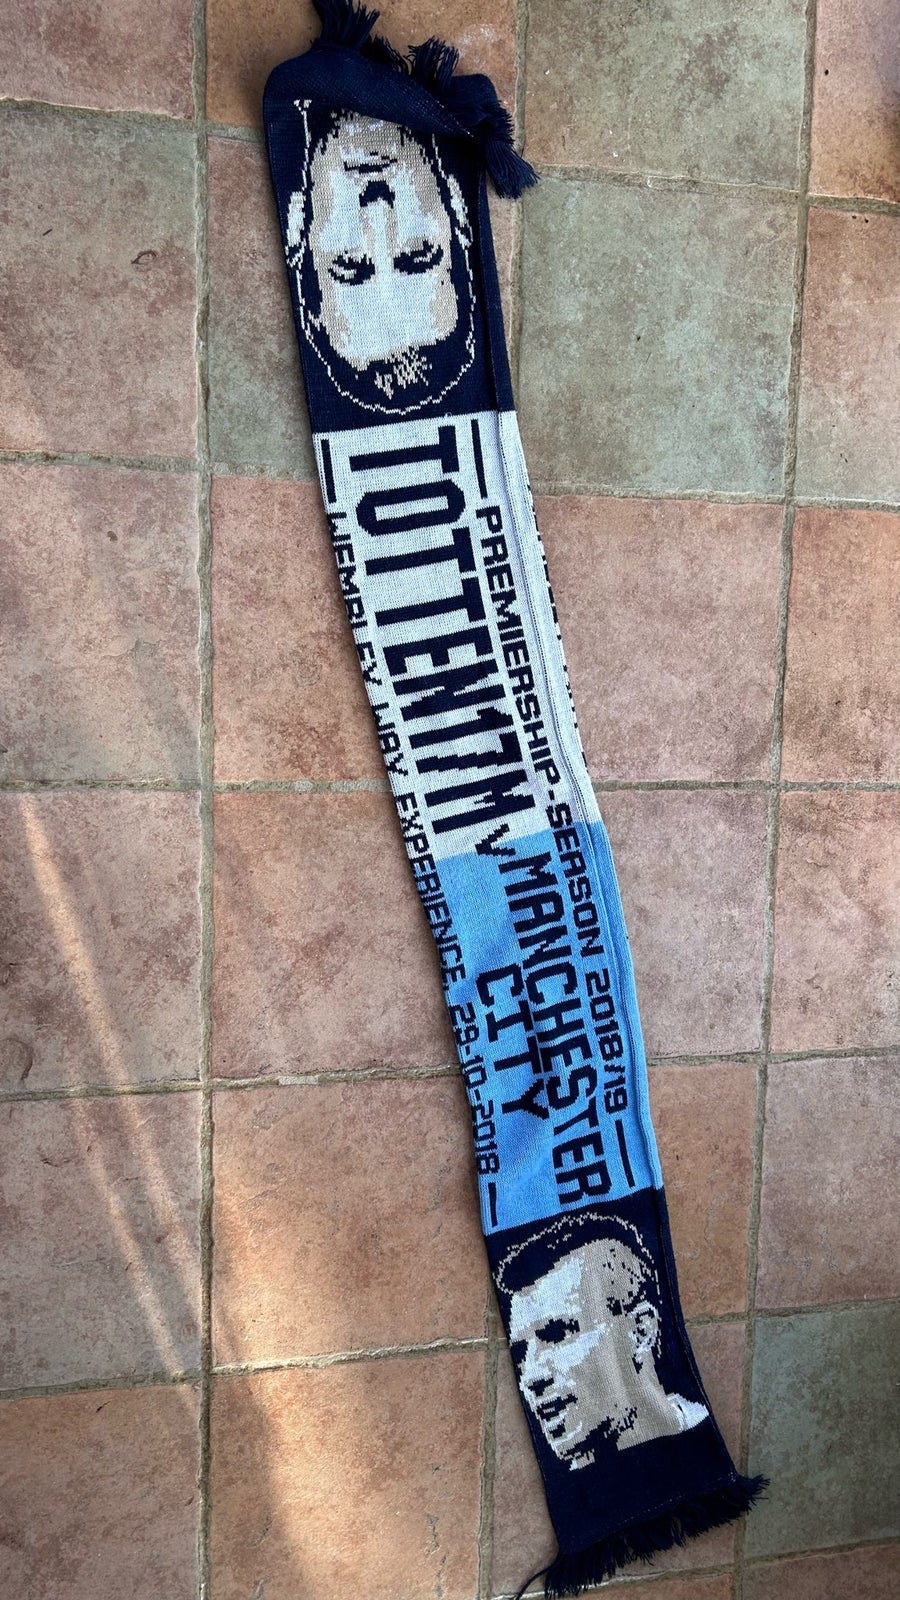 PREMIERSHIP - SEASON 2018/19
TOTTENHAM v MANCHESTER
CITY
WEMBLEY WAY EXPERIENCE 29-10-2018